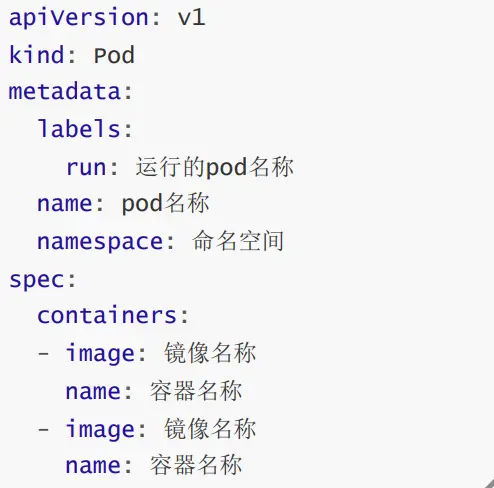 apiVersion: v1
kind: Pod
metadata:
  labels:
    run: 运行的pod名称
  name: pod名称
  namespace: 命名空间
spec:
  containers:
  - image: 镜像名称
    name: 容器名称
  - image: 镜像名称
    name: 容器名称